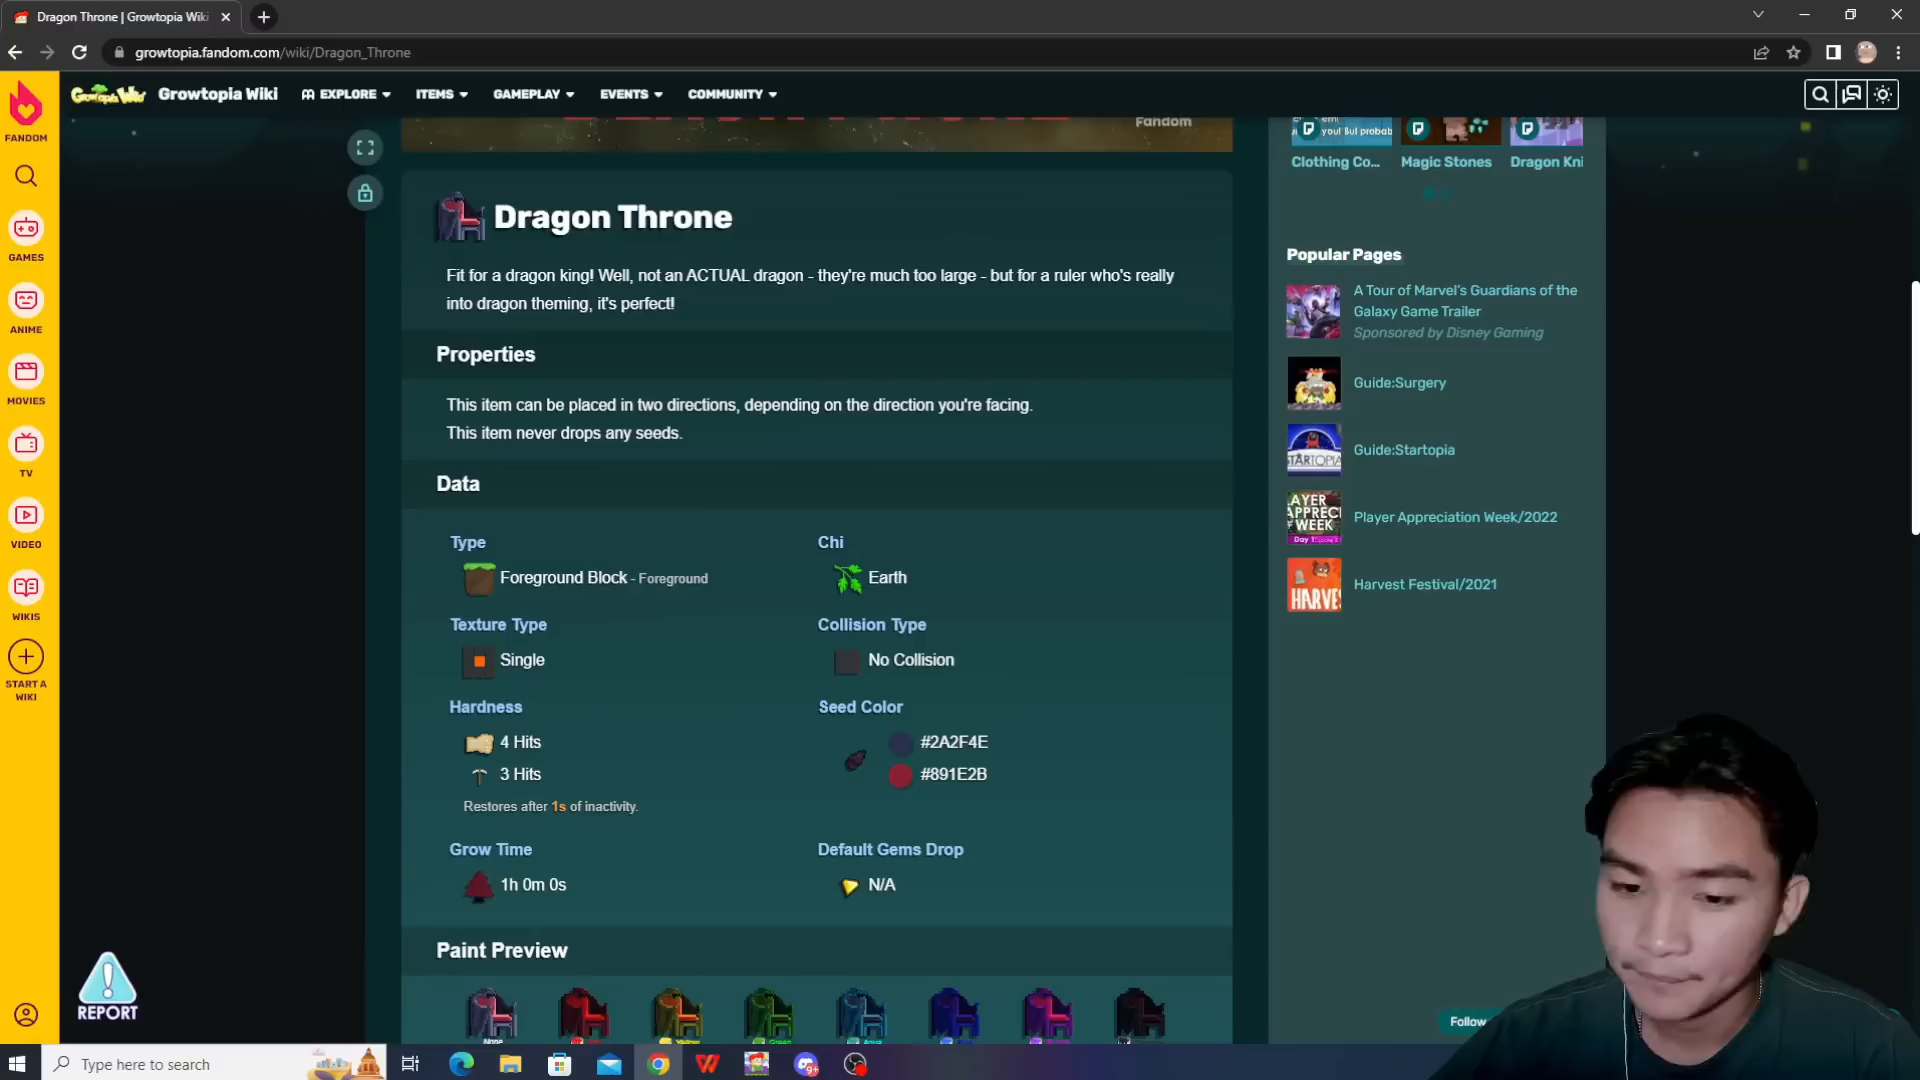 Dragon Throne | Growtopia Wiki
growtopia.fandom.com/wiki/Dragon_Throne
FANDOM
GAMES
ANIME
MOVIES
TV
VIDEO
WIKIS
START A
WIKI
REPORT
Growtopia Wiki
EXPLORE
ITEMS
GAMEPLAY
EVENTS
COMMUNITY
Fandom
Dragon Throne
Fit for a dragon king! Well, not an ACTUAL dragon - they're much too large - but for a ruler who's really
into dragon theming, it's perfect!
Properties
This item can be placed in two directions, depending on the direction you're facing.
This item never drops any seeds.
Data
Type
Foreground Block - Foreground
Chi
Earth
Texture Type
Single
Collision Type
No Collision
Hardness
4 Hits
3 Hits
Restores after 1s of inactivity.
Seed Color
#2A2F4E
#891E2B
Grow Time
1h 0m 0s
Default Gems Drop
N/A
Paint Preview
you! But probab
Clothing Co...
Magic Stones
Dragon Kni
Popular Pages
A Tour of Marvel's Guardians of the
Galaxy Game Trailer
Sponsored by Disney Gaming
Guide:Surgery
STARTOPIA
Guide:Startopia
Player Appreciation Week/2022
HARVES
Harvest Festival/2021
Follow
Type here to search